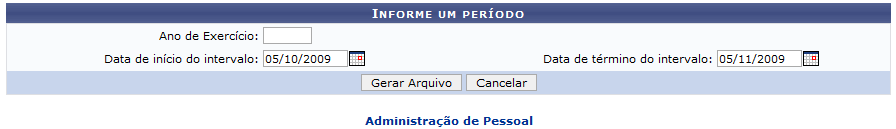 INFORME UM PERÍODO
Ano de Exercício:
Data de início do intervalo: 05/10/2009 Data de término do intervalo: 05/11/2009
Gerar Arquivo Cancelar
Administração de Pessoal